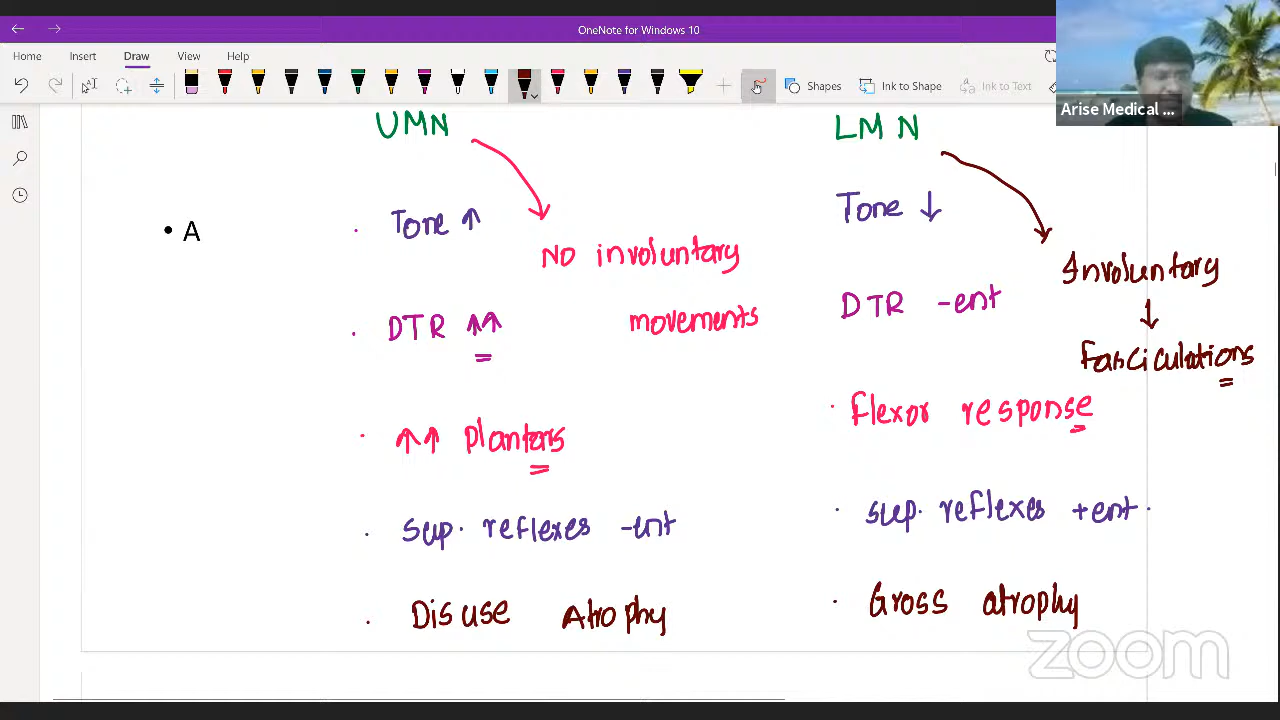 OneNote for Windows 10
Home Insert Draw View Help
Shapes Ink to Shape Ink to Text
Arise Medical ...
UMN
LMN
• A
Tone ↑
Tone ↓
No involuntary
movements
Involuntary
↓
fasciculations
• DTR ↑↑
DTR -ent
• ↑↑ plantars
• flexor response
• sup. reflexes -ent
• sup. reflexes +ent •
• Disuse Atrophy
• Gross atrophy
zoom